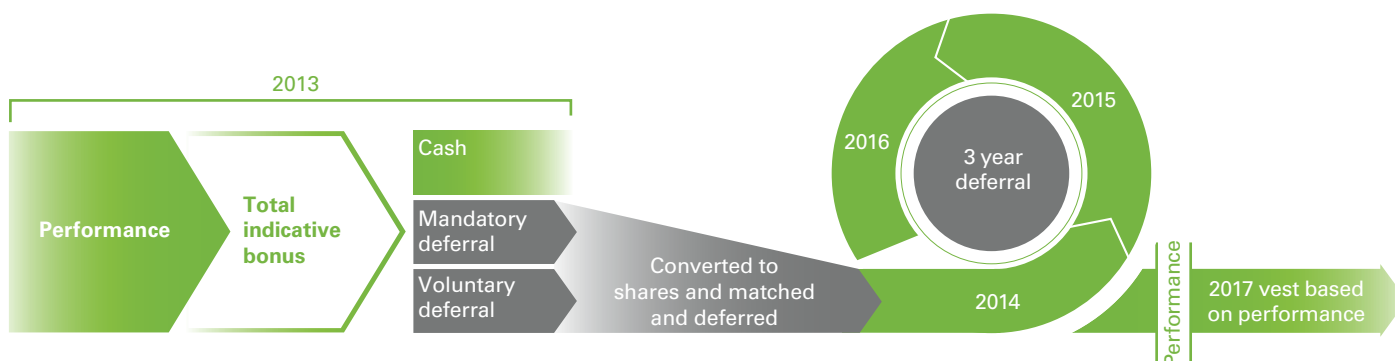 2013
Performance
Total
indicative
bonus
Cash
Mandatory
deferral
Voluntary
deferral
Converted to
shares and matched
and deferred
2014
2015
2016
3 year
deferral
Performance
2017 vest based
on performance